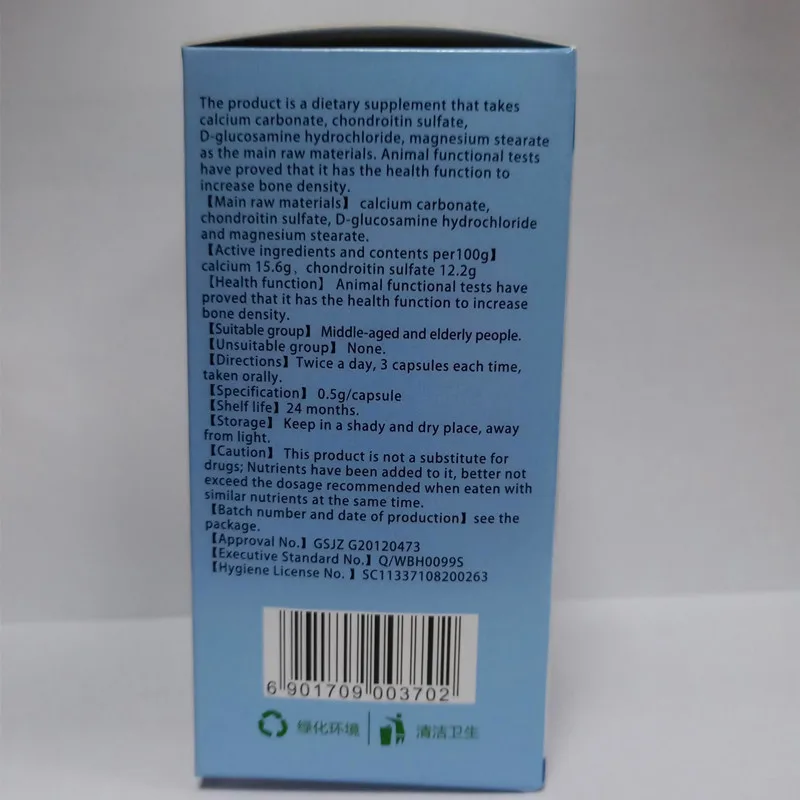 The product is a dietary supplement that takes
calcium carbonate, chondroitin sulfate,
D-glucosamine hydrochloride, magnesium stearate
as the main raw materials. Animal functional tests
have proved that it has the health function to
increase bone density.
【Main raw materials】 calcium carbonate,
chondroitin sulfate, D-glucosamine hydrochloride
and magnesium stearate.
【Active ingredients and contents per100g】
calcium 15.6g、chondroitin sulfate 12.2g
【Health function】 Animal functional tests have
proved that it has the health function to increase
bone density.
【Suitable group】 Middle-aged and elderly people.
【Unsuitable group】 None.
【Directions】Twice a day, 3 capsules each time,
taken orally.
【Specification】 0.5g/capsule
【Shelf life】24 months.
【Storage】 Keep in a shady and dry place, away
from light.
【Caution】 This product is not a substitute for
drugs; Nutrients have been added to it, better not
exceed the dosage recommended when eaten with
similar nutrients at the same time.
【Batch number and date of production】see the
package.
【Approval No.】GSJZ G20120473
【Executive Standard No.】Q/WBH0099S
【Hygiene License No. 】SC11337108200263
6 901709 003702
绿化环境 清洁卫生